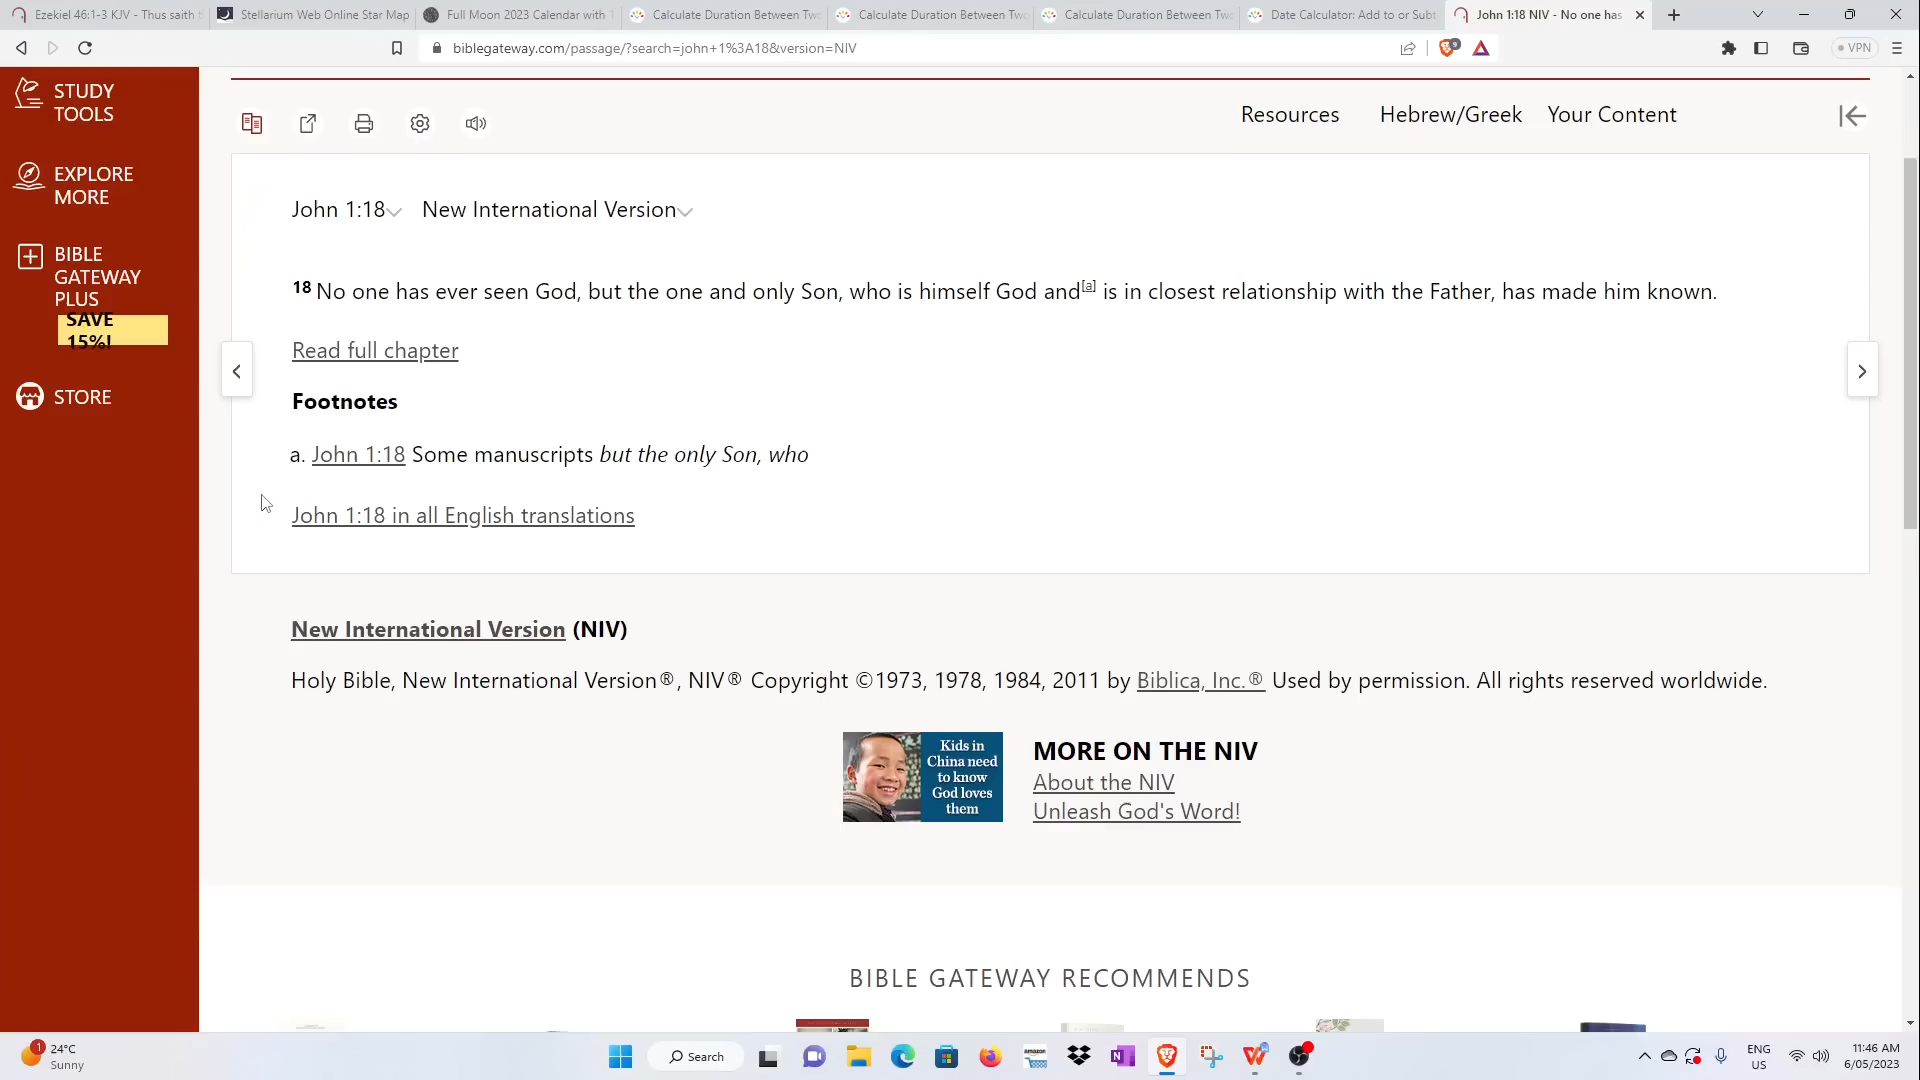 Ezekiel 46:1-3 KJV - Thus saith t
Stellarium Web Online Star Map
Full Moon 2023 Calendar with
Calculate Duration Between Tw
Calculate Duration Between Two
Calculate Duration Between Two
Date Calculator: Add to or Subt
John 1:18 NIV - No one has
biblegateway.com/passage/?search=john+1%3A18&version=NIV
9
VPN
STUDY
TOOLS
EXPLORE
MORE
BIBLE
GATEWAY
PLUS
SAVE
15%!
STORE
Resources
Hebrew/Greek
Your Content
John 1:18
New International Version
18 No one has ever seen God, but the one and only Son, who is himself God and[a] is in closest relationship with the Father, has made him known.
Read full chapter
Footnotes
a. John 1:18 Some manuscripts but the only Son, who
John 1:18 in all English translations
New International Version (NIV)
Holy Bible, New International Version®, NIV® Copyright ©1973, 1978, 1984, 2011 by Biblica, Inc.® Used by permission. All rights reserved worldwide.
Kids in
China need
to know
God loves
them
MORE ON THE NIV
About the NIV
Unleash God's Word!
BIBLE GATEWAY RECOMMENDS
1
24°C
Sunny
Search
amazon
ENG
US
11:46 AM
6/05/2023